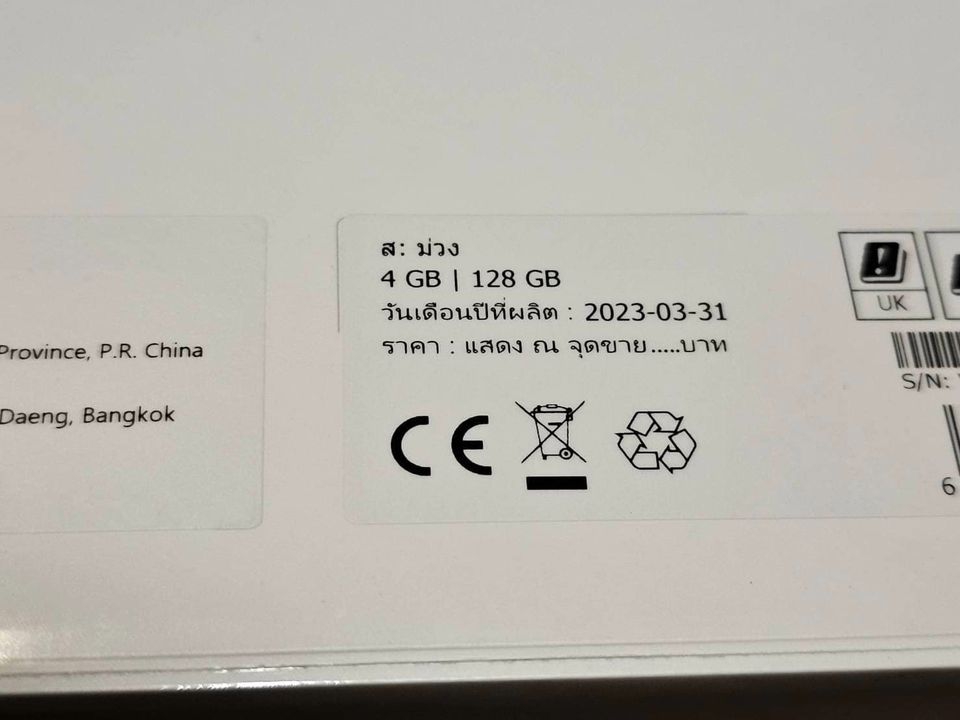 Province, P.R. China
Daeng, Bangkok
ส: ม่วง
4 GB | 128 GB
วันเดือนปีที่ผลิต : 2023-03-31
ราคา : แสดง ณ จุดขาย.....บาท
CE
UK
S/N:
6